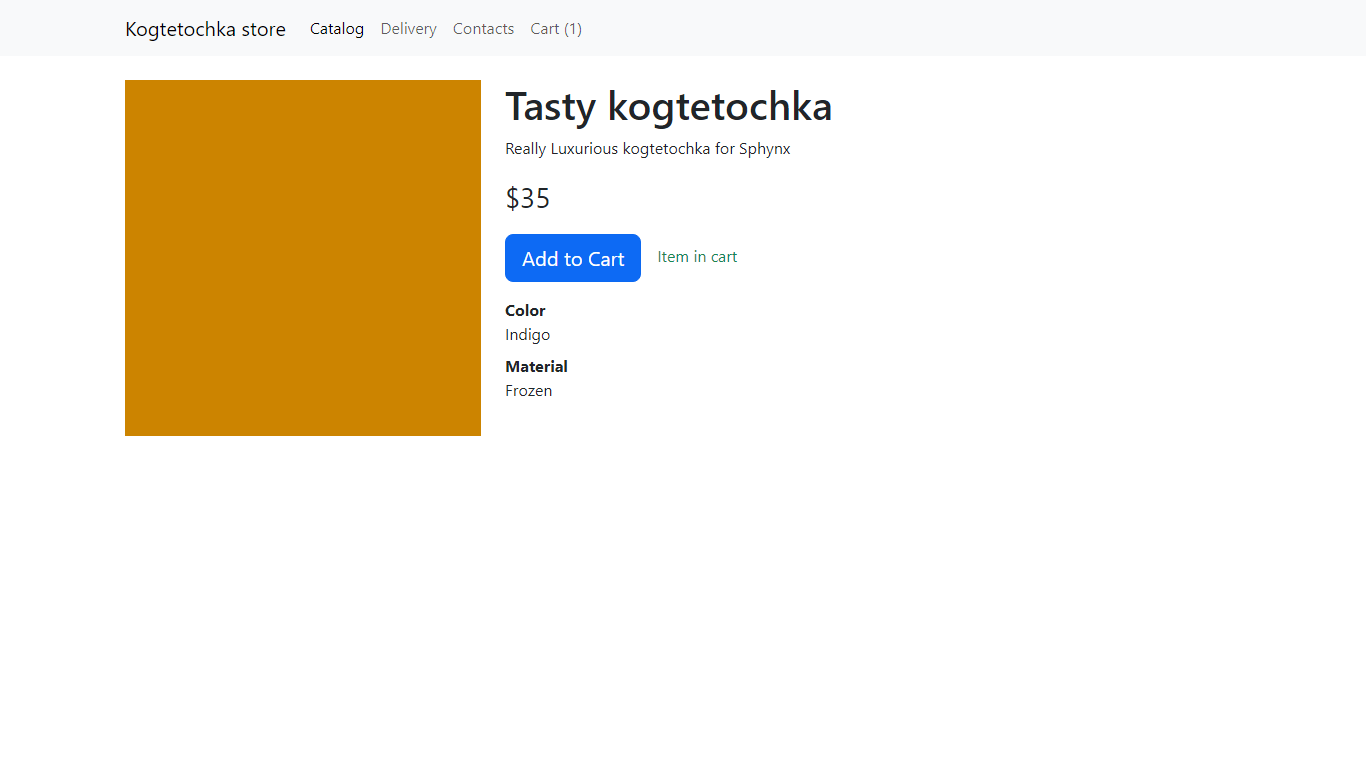 Kogtetochka store Catalog Delivery Contacts Cart (1)
Tasty kogtetochka
Really Luxurious kogtetochka for Sphynx
$35
Add to Cart Item in cart
Color
Indigo
Material
Frozen